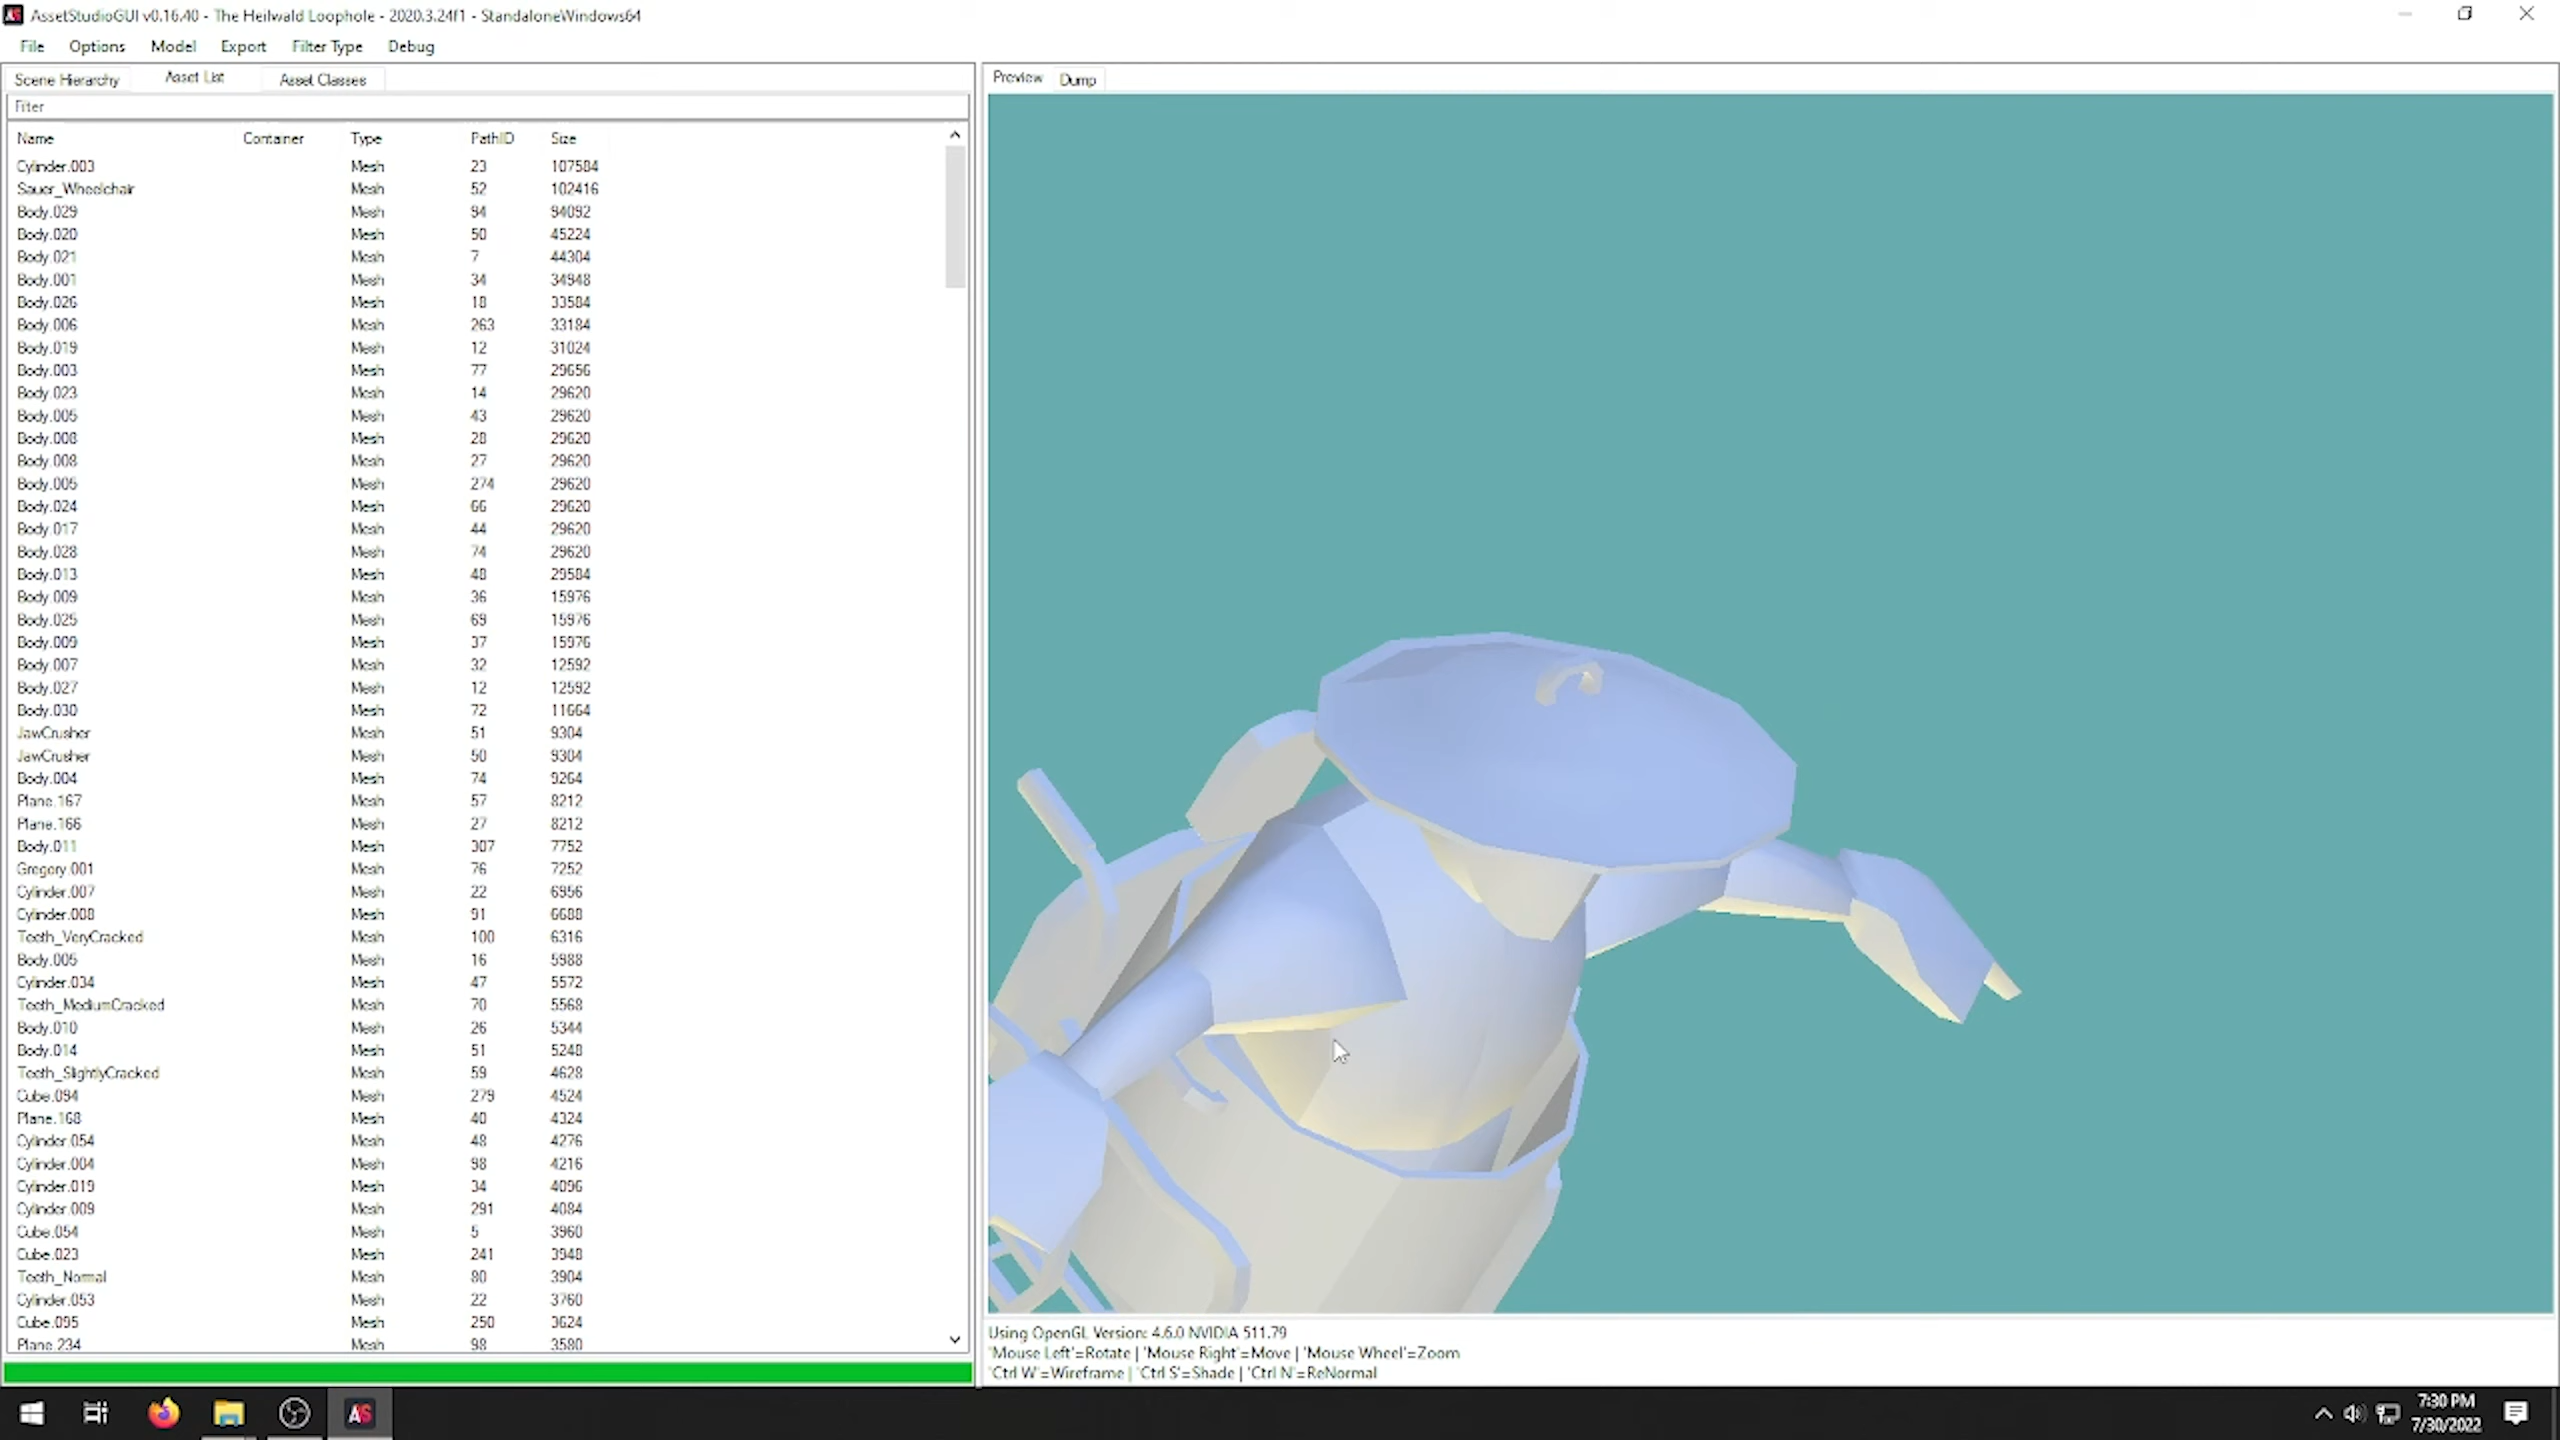 AssetStudioGUI v0.16.40 - The Heilwald Loophole - 2020.3.24f1 - StandaloneWindows64
File Options Model Export Filter Type Debug
Scene Hierarchy Asset List Asset Classes
Filter
Name Container Type PathID Size
Cylinder.003 Mesh 23 107584
Sauer_Wheelchair Mesh 52 102416
Body.029 Mesh 94 94092
Body.020 Mesh 50 45224
Body.021 Mesh 7 44304
Body.001 Mesh 34 34948
Body.026 Mesh 18 33584
Body.006 Mesh 263 33184
Body.019 Mesh 12 31024
Body.003 Mesh 77 29656
Body.023 Mesh 14 29620
Body.005 Mesh 43 29620
Body.008 Mesh 28 29620
Body.008 Mesh 27 29620
Body.005 Mesh 274 29620
Body.024 Mesh 66 29620
Body.017 Mesh 44 29620
Body.028 Mesh 74 29620
Body.013 Mesh 48 29584
Body.009 Mesh 36 15976
Body.025 Mesh 69 15976
Body.009 Mesh 37 15976
Body.007 Mesh 32 12592
Body.027 Mesh 12 12592
Body.030 Mesh 72 11664
JawCrusher Mesh 51 9304
JawCrusher Mesh 50 9304
Body.004 Mesh 74 9264
Plane.167 Mesh 57 8212
Plane.166 Mesh 27 8212
Body.011 Mesh 307 7752
Gregory.001 Mesh 76 7252
Cylinder.007 Mesh 22 6956
Cylinder.008 Mesh 91 6688
Teeth_VeryCracked Mesh 100 6316
Body.005 Mesh 16 5988
Cylinder.034 Mesh 47 5572
Teeth_MediumCracked Mesh 70 5568
Body.010 Mesh 26 5344
Body.014 Mesh 51 5248
Teeth_SlightlyCracked Mesh 59 4628
Cube.094 Mesh 279 4524
Plane.168 Mesh 40 4324
Cylinder.054 Mesh 48 4276
Cylinder.004 Mesh 98 4216
Cylinder.019 Mesh 34 4096
Cylinder.009 Mesh 291 4084
Cube.054 Mesh 5 3960
Cube.023 Mesh 241 3948
Teeth_Normal Mesh 80 3904
Cylinder.053 Mesh 22 3760
Cube.095 Mesh 250 3624
Plane.234 Mesh 98 3580
Preview Dump
Using OpenGL Version: 4.6.0 NVIDIA 511.79
'Mouse Left'=Rotate | 'Mouse Right'=Move | 'Mouse Wheel'=Zoom
'Ctrl W'=Wireframe | 'Ctrl S'=Shade | 'Ctrl N'=ReNormal
AS
7:30 PM
7/30/2022